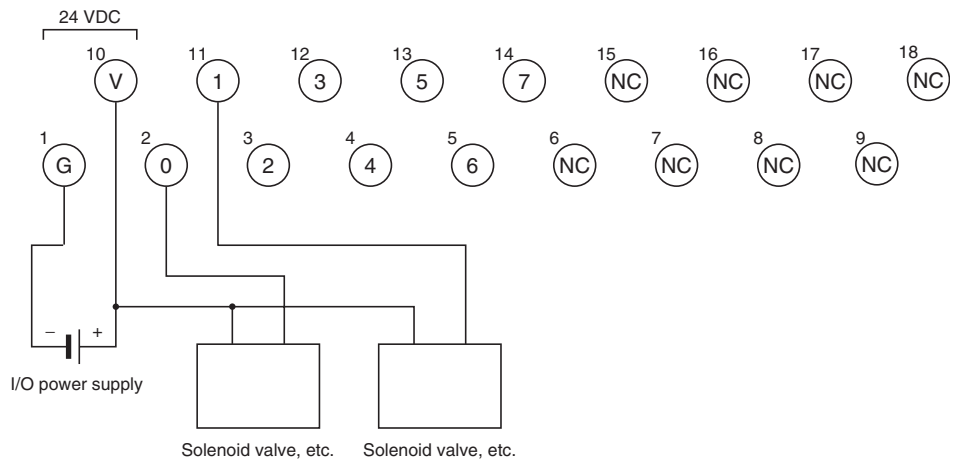 24 VDC
10 11 12 13 14 15 16 17 18
V 1 3 5 7 NC NC NC NC
1 2 3 4 5 6 7 8 9
G 0 2 4 6 NC NC NC NC
− +
I/O power supply
Solenoid valve, etc. Solenoid valve, etc.